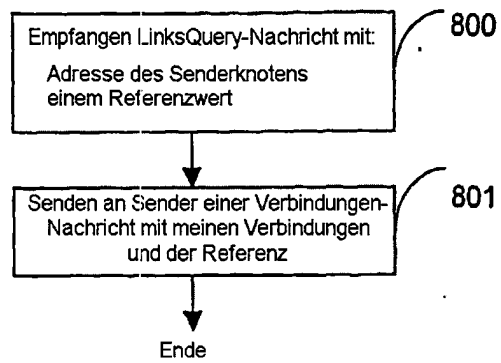 Empfangen LinksQuery-Nachricht mit:
800
Adresse des Senderknotens
einem Referenzwert
801
Senden an Sender einer Verbindungen-
Nachricht mit meinen Verbindungen
und der Referenz
Ende